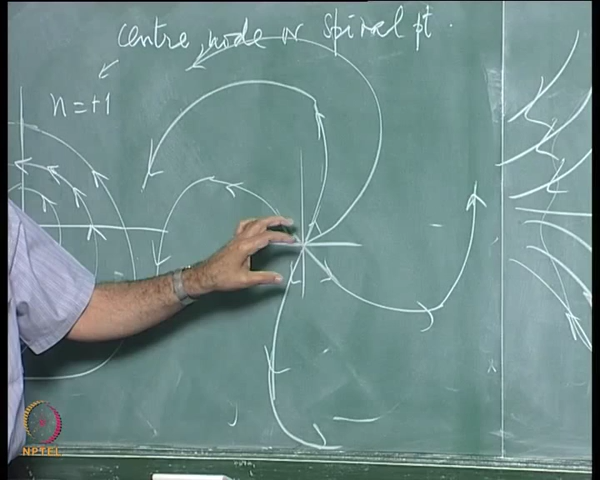 centre, node or spiral pt.
n = +1
NPTEL